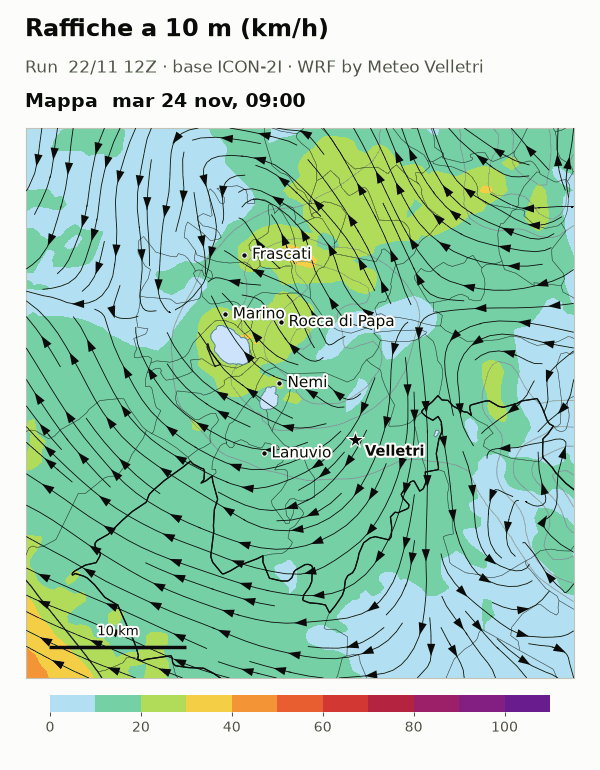 Raffiche a 10 m (km/h)
Run  22/11 12Z · base ICON-2I · WRF by Meteo Velletri
Mappa  mar 24 nov, 09:00
Frascati
Marino
Rocca di Papa
Nemi
Velletri
Lanuvio
10 km
0 20 40 60 80 100